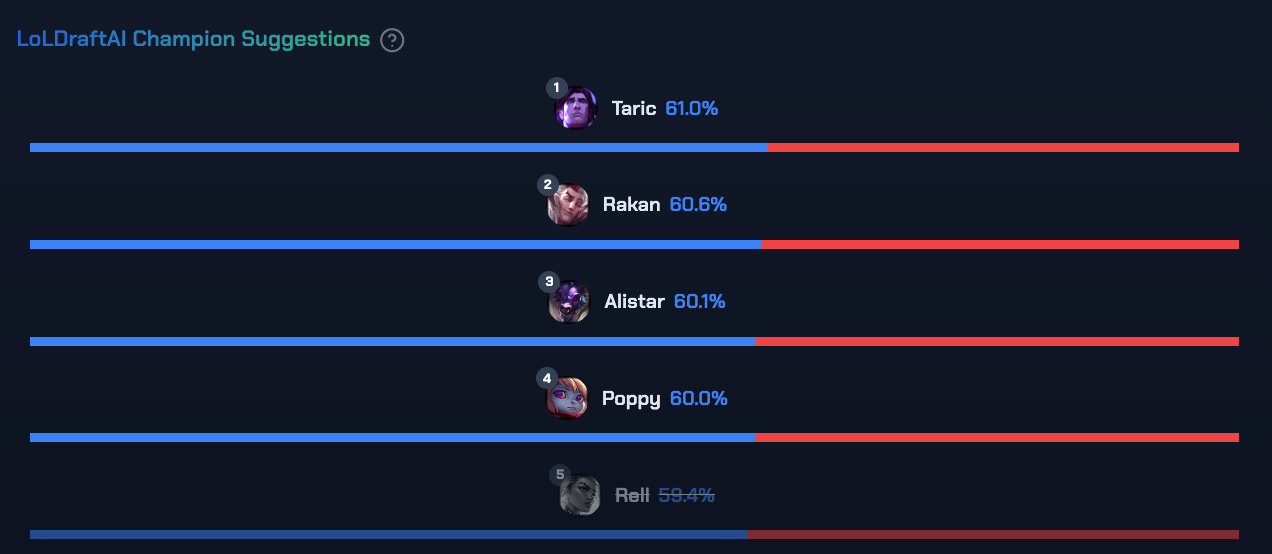 LoLDraftAI Champion Suggestions ?
1
Taric 61.0%
2
Rakan 60.6%
3
Alistar 60.1%
4
Poppy 60.0%
5
Rell 59.4%